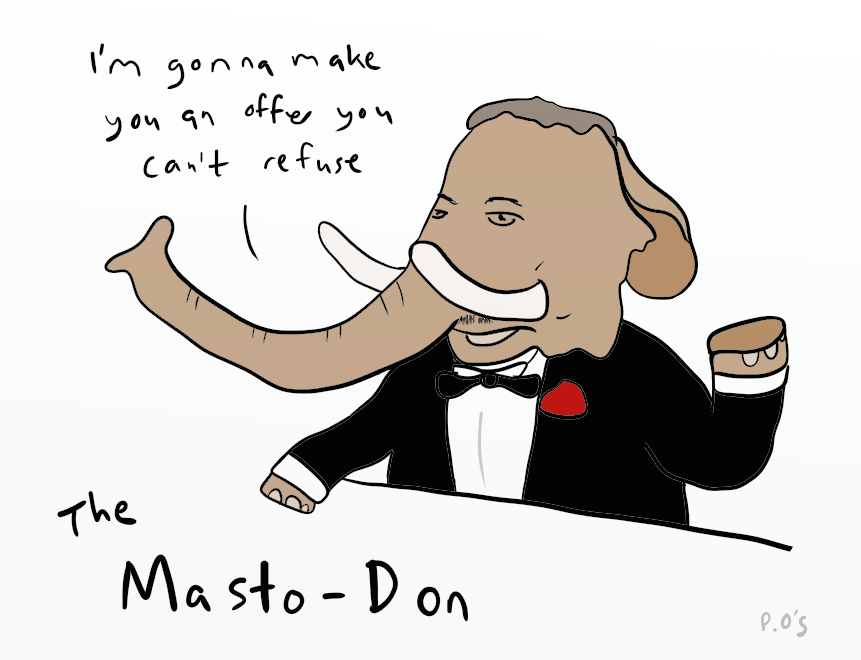 I'm gonna make
you an offer you
can't refuse
The
Masto-Don
P.O's